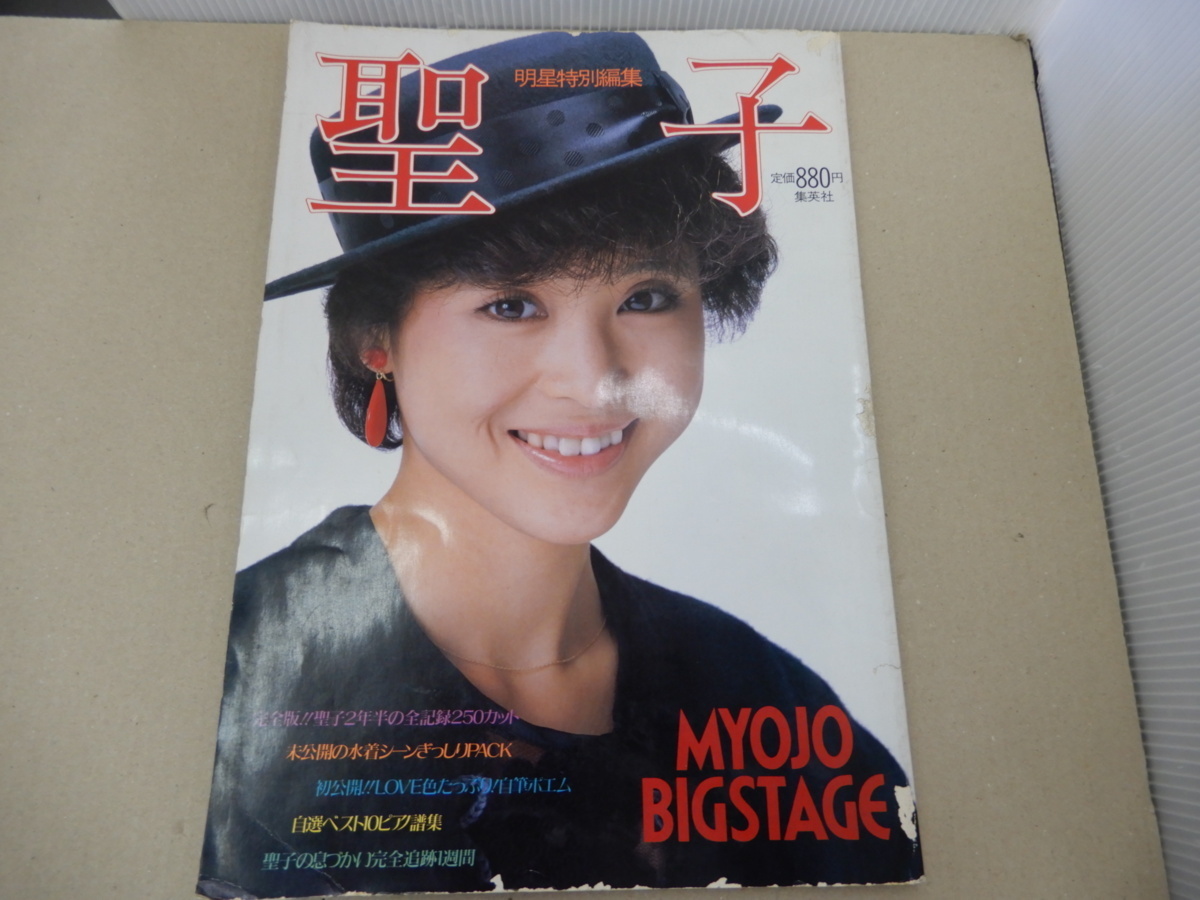 明星特別編集
聖子
定価880円
集英社
完全版!!聖子2年半の全記録250カット
未公開の水着シーンぎっしりPACK
初公開!!LOVE色たっぷり!!自筆ポエム
自選ベスト10ピアノ譜集
聖子の息づかい完全追跡1週間
MYOJO
BIGSTAGE